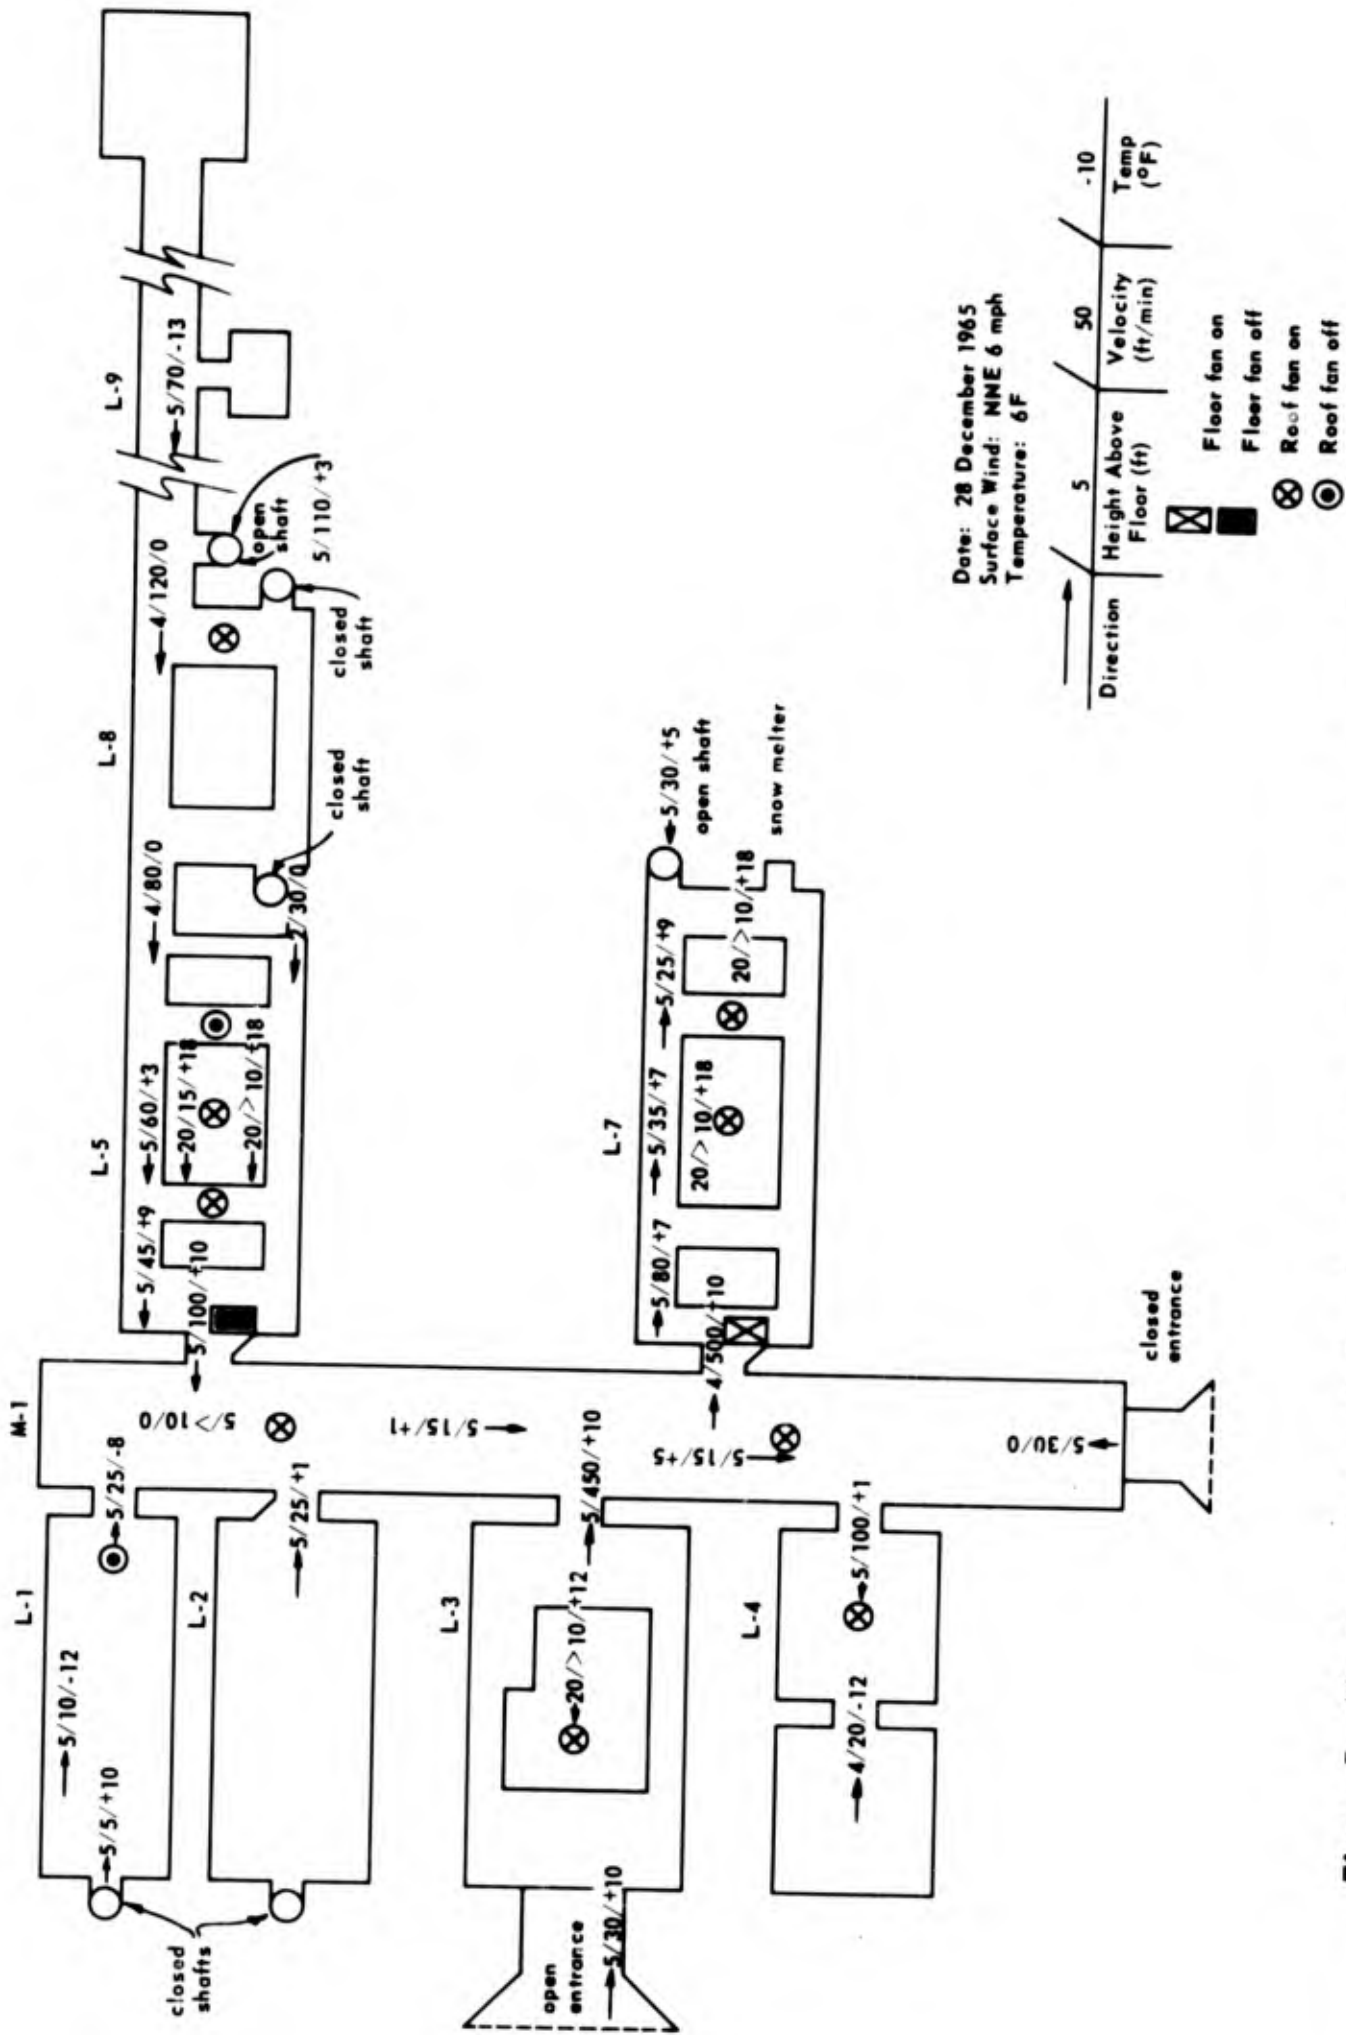 M-1
L-1
5/10/-12
5/5/+10
5/25/-8
closed
shafts
L-2
5/25/+1
5/>10/0
L-3
20/>10/+12
5/450/+10
5/30/+10
open
entrance
5/15/+1
L-4
4/20/-12
5/100/+1
5/15/+5
5/30/0
closed
entrance
L-5
5/45/+9
5/100/+10
5/60/+3
20/15/+18
20/>10/+18
L-8
4/80/0
4/120/0
closed
shaft
closed
shaft
open
shaft
5/110/+3
L-9
5/70/-13
L-7
5/80/+7
5/35/+7
5/25/+9
4/500/+10
20/>10/+18
20/>10/+18
5/30/+5
open shaft
snow melter
Date: 28 December 1965
Surface Wind: NNE 6 mph
Temperature: 6F
5
50
-10
Direction
Height Above
Floor (ft)
Velocity
(ft/min)
Temp
(°F)
Floor fan on
Floor fan off
Roof fan on
Roof fan off